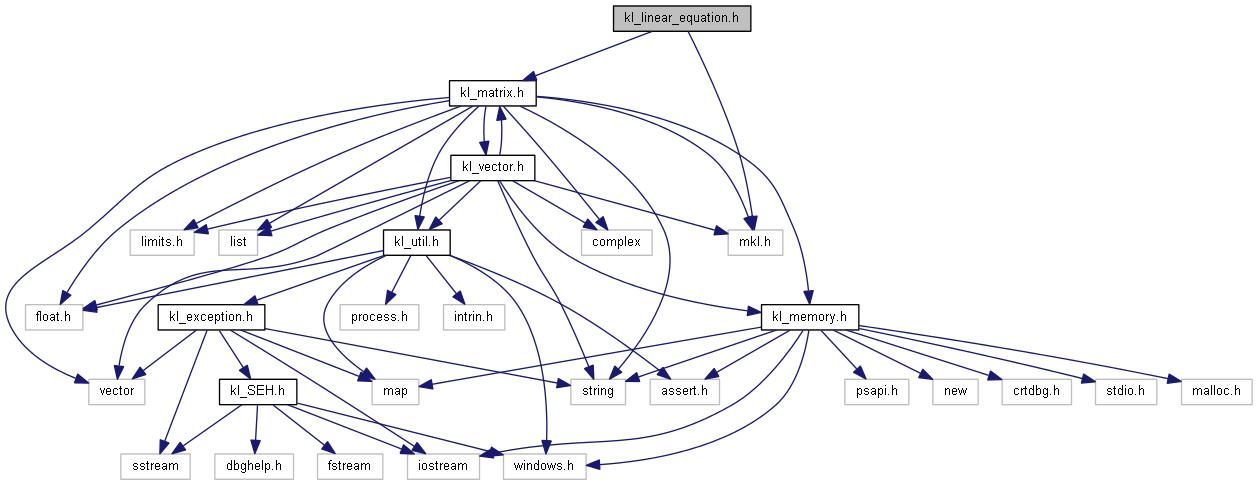 kl_linear_equation.h
kl_matrix.h
kl_vector.h
limits.h
list
kl_util.h
complex
mkl.h
float.h
kl_exception.h
process.h
intrin.h
kl_memory.h
vector
kl_SEH.h
map
string
assert.h
psapi.h
new
crtdbg.h
stdio.h
malloc.h
sstream
dbghelp.h
fstream
iostream
windows.h